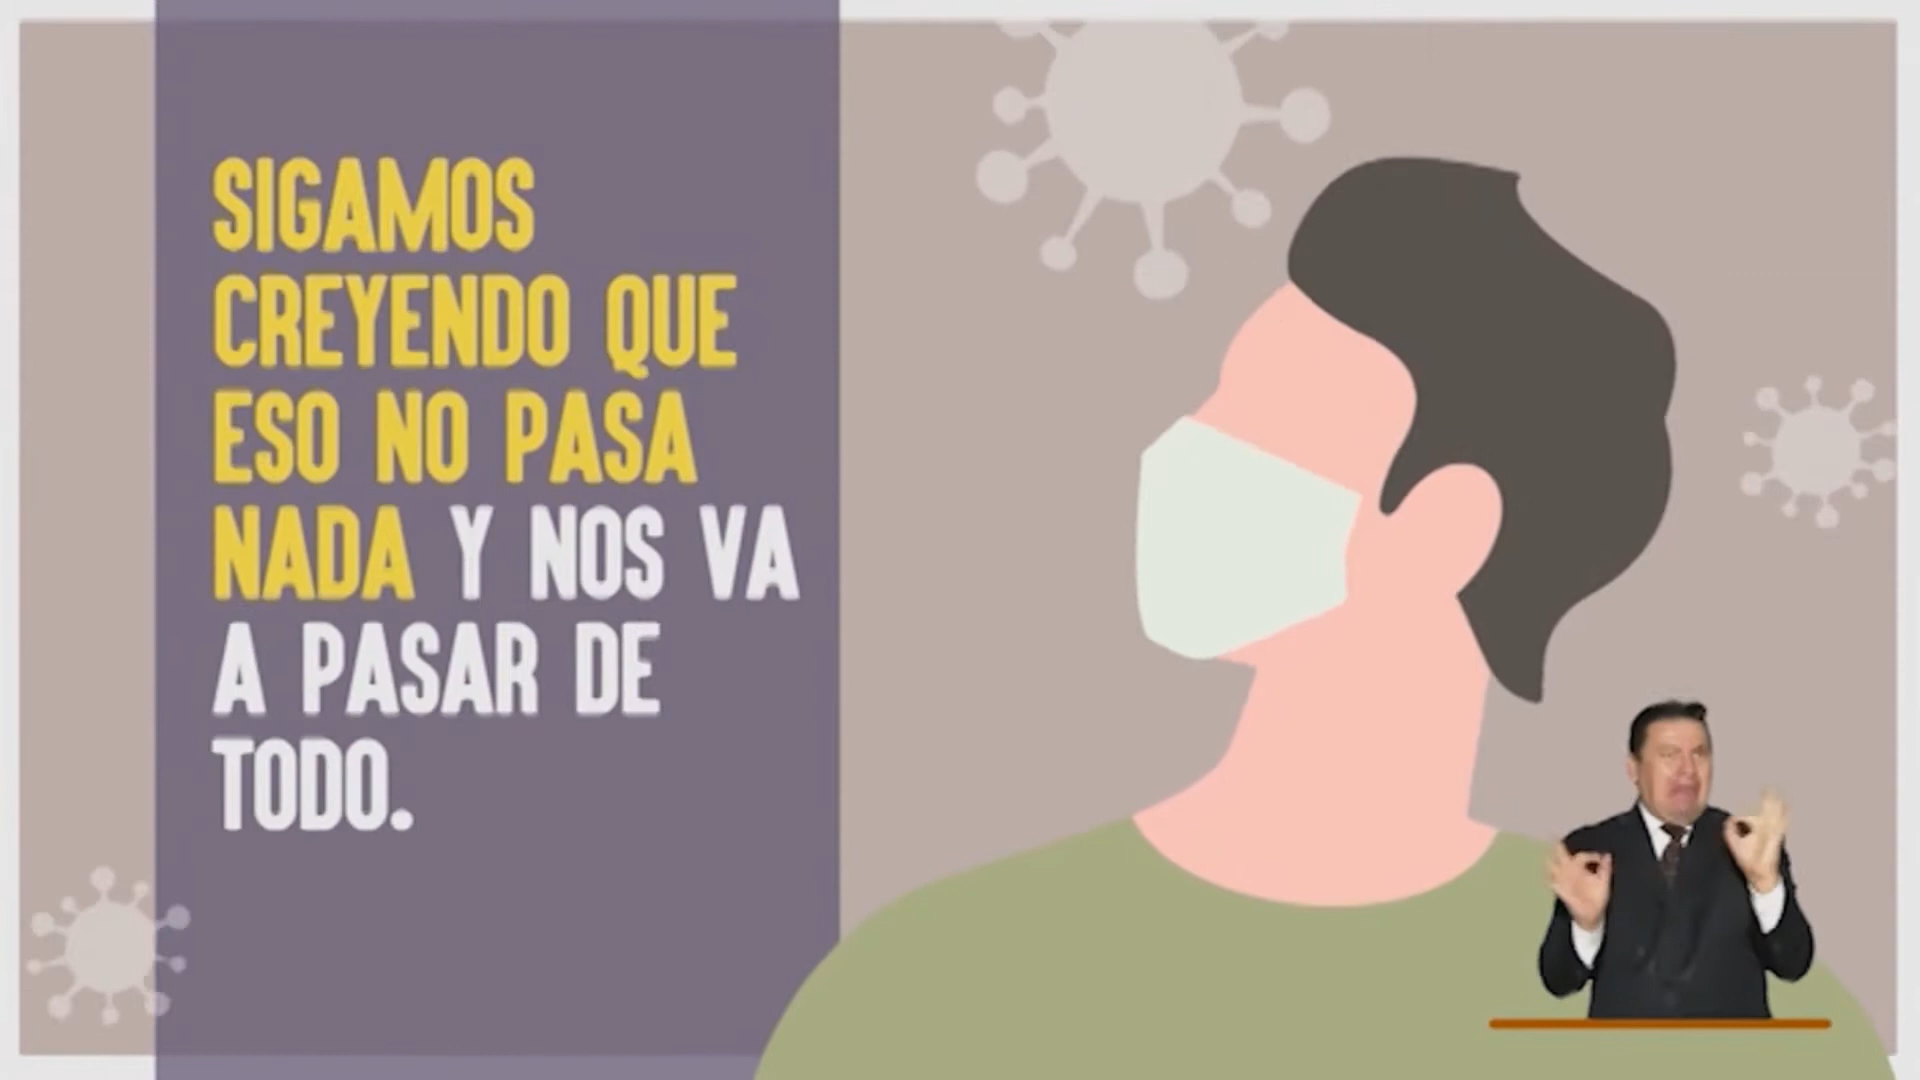 SIGAMOS
CREYENDO QUE
ESO NO PASA
NADA Y NOS VA
A PASAR DE
TODO.